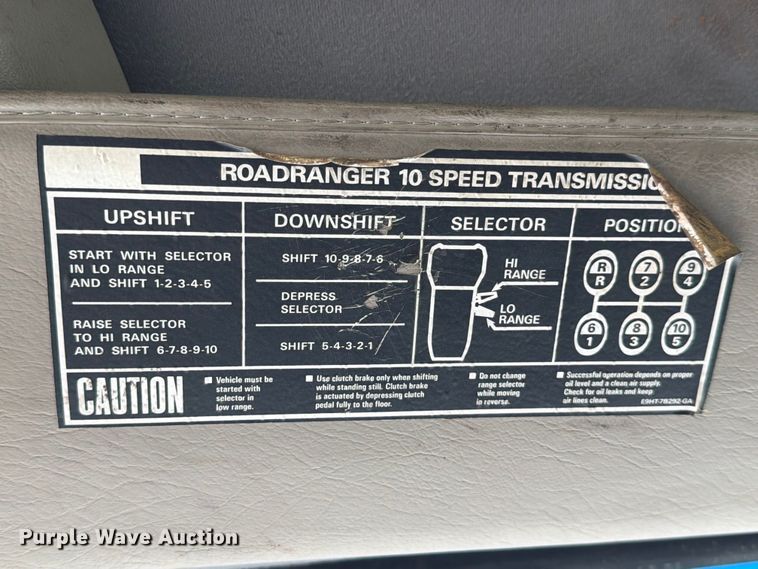 ROADRANGER 10 SPEED TRANSMISSIO
UPSHIFT
START WITH SELECTOR
IN LO RANGE
AND SHIFT 1-2-3-4-5
RAISE SELECTOR
TO HI RANGE
AND SHIFT 6-7-8-9-10
DOWNSHIFT
SHIFT 10-9-8-7-6
DEPRESS
SELECTOR
SHIFT 5-4-3-2-1
SELECTOR
HI
RANGE
LO
RANGE
POSITION
R 7 9
R 2 4
6 8 10
1 3 5
CAUTION
Vehicle must be
started with
selector in
low range.
Use clutch brake only when shifting
while standing still. Clutch brake
is actuated by depressing clutch
pedal fully to the floor.
Do not change
range selector
while moving
in reverse.
Successful operation depends on proper
oil level and a clean air supply.
Check for oil leaks and keep
air lines clean.
E9HT-7B292-GA
Purple Wave Auction